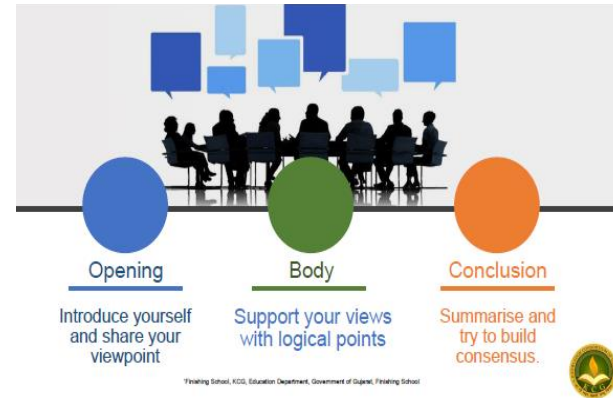 Opening
Introduce yourself
and share your
viewpoint
Body
Support your views
with logical points
Conclusion
Summarise and
try to build
consensus.
'Finishing School, KCG, Education Department, Government of Gujarat, Finishing School